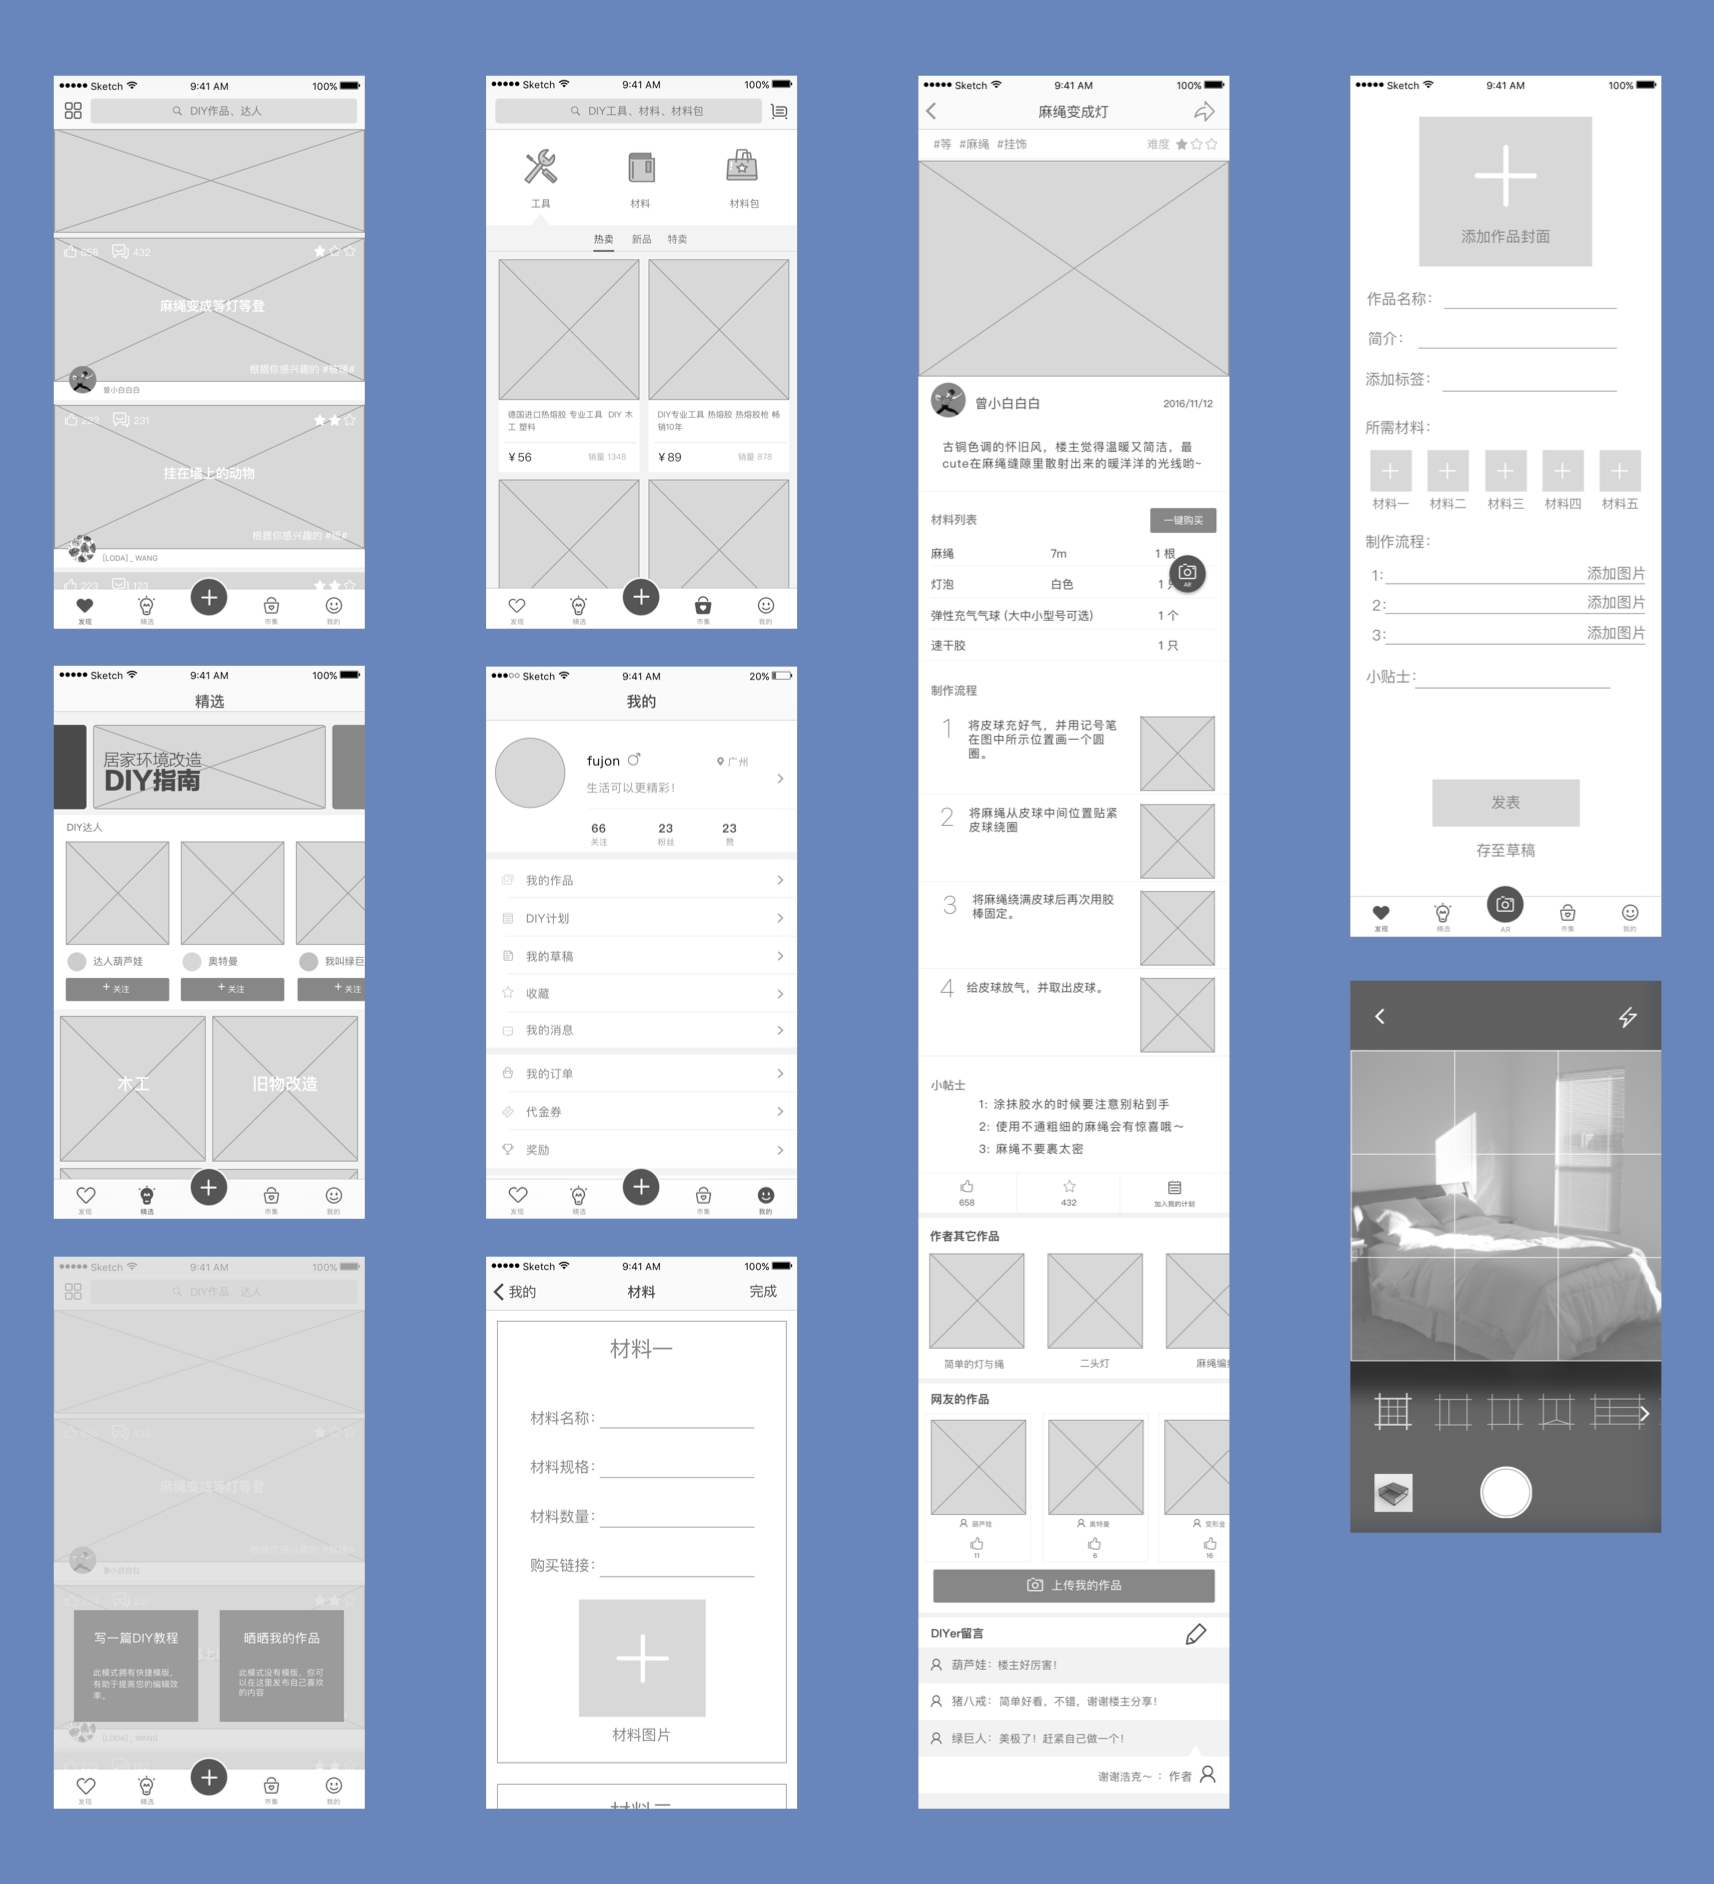 Sketch 9:41 AM 100%
DIY作品、达人
658 432
麻绳变成等灯等登
根据你感兴趣的
曾小白白白
232 231
挂在墙上的动物
根据你感兴趣的
[LODA]_ WANG
223 123
发现 精选 市集 我的
Sketch 9:41 AM 100%
精选
居家环境改造
DIY指南
DIY达人
达人葫芦娃 奥特曼 我叫绿巨
+ 关注 + 关注 + 关注
木工 旧物改造
发现 精选 市集 我的
Sketch 9:41 AM 100%
DIY作品、达人
658 432
麻绳变成等灯等登
曾小白白白
232 231
写一篇DIY教程
此模式拥有快捷模版，
有助于提高您的编辑效
率。
晒晒我的作品
此模式没有模版，你可
以在这里发布自己喜欢
的内容
[LODA]_ WANG
发现 精选 市集 我的
Sketch 9:41 AM 100%
DIY工具、材料、材料包
工具 材料 材料包
热卖 新品 特卖
德国进口热熔胶 专业工具 DIY 木
工 塑料
¥56 销量 1348
DIY专业工具 热熔胶 热熔胶枪 畅
销10年
¥89 销量 878
发现 精选 市集 我的
Sketch 9:41 AM 20%
我的
fujon 广州
生活可以更精彩！
66 23 23
关注 粉丝 赞
我的作品
DIY计划
我的草稿
收藏
我的消息
我的订单
代金券
奖励
发现 精选 市集 我的
Sketch 9:41 AM 100%
我的 材料 完成
材料一
材料名称：
材料规格：
材料数量：
购买链接：
材料图片
Sketch 9:41 AM 100%
麻绳变成灯
#等 #麻绳 #挂饰 难度
曾小白白白 2016/11/12
古铜色调的怀旧风，楼主觉得温暖又简洁，最
cute在麻绳缝隙里散射出来的暖洋洋的光线哟~
材料列表 一键购买
麻绳 7m 1 根
灯泡 白色 1
AR
弹性充气气球 (大中小型号可选) 1 个
速干胶 1 只
制作流程
1 将皮球充好气，并用记号笔
在图中所示位置画一个圆
圈。
2 将麻绳从皮球中间位置贴紧
皮球绕圈
3 将麻绳绕满皮球后再次用胶
棒固定。
4 给皮球放气，并取出皮球。
小帖士
1: 涂抹胶水的时候要注意别粘到手
2: 使用不通粗细的麻绳会有惊喜哦～
3: 麻绳不要裹太密
658 432 加入我的计划
作者其它作品
简单的灯与绳 二头灯 麻绳编
网友的作品
葫芦娃 奥特曼 变形金
11 6 16
上传我的作品
DIYer留言
葫芦娃：楼主好厉害！
猪八戒：简单好看，不错，谢谢楼主分享！
绿巨人：美极了！赶紧自己做一个！
谢谢浩克～ ：作者
Sketch 9:41 AM 100%
添加作品封面
作品名称：
简介：
添加标签：
所需材料：
材料一 材料二 材料三 材料四 材料五
制作流程：
1: 添加图片
2: 添加图片
3: 添加图片
小贴士：
发表
存至草稿
发现 精选 AR 市集 我的